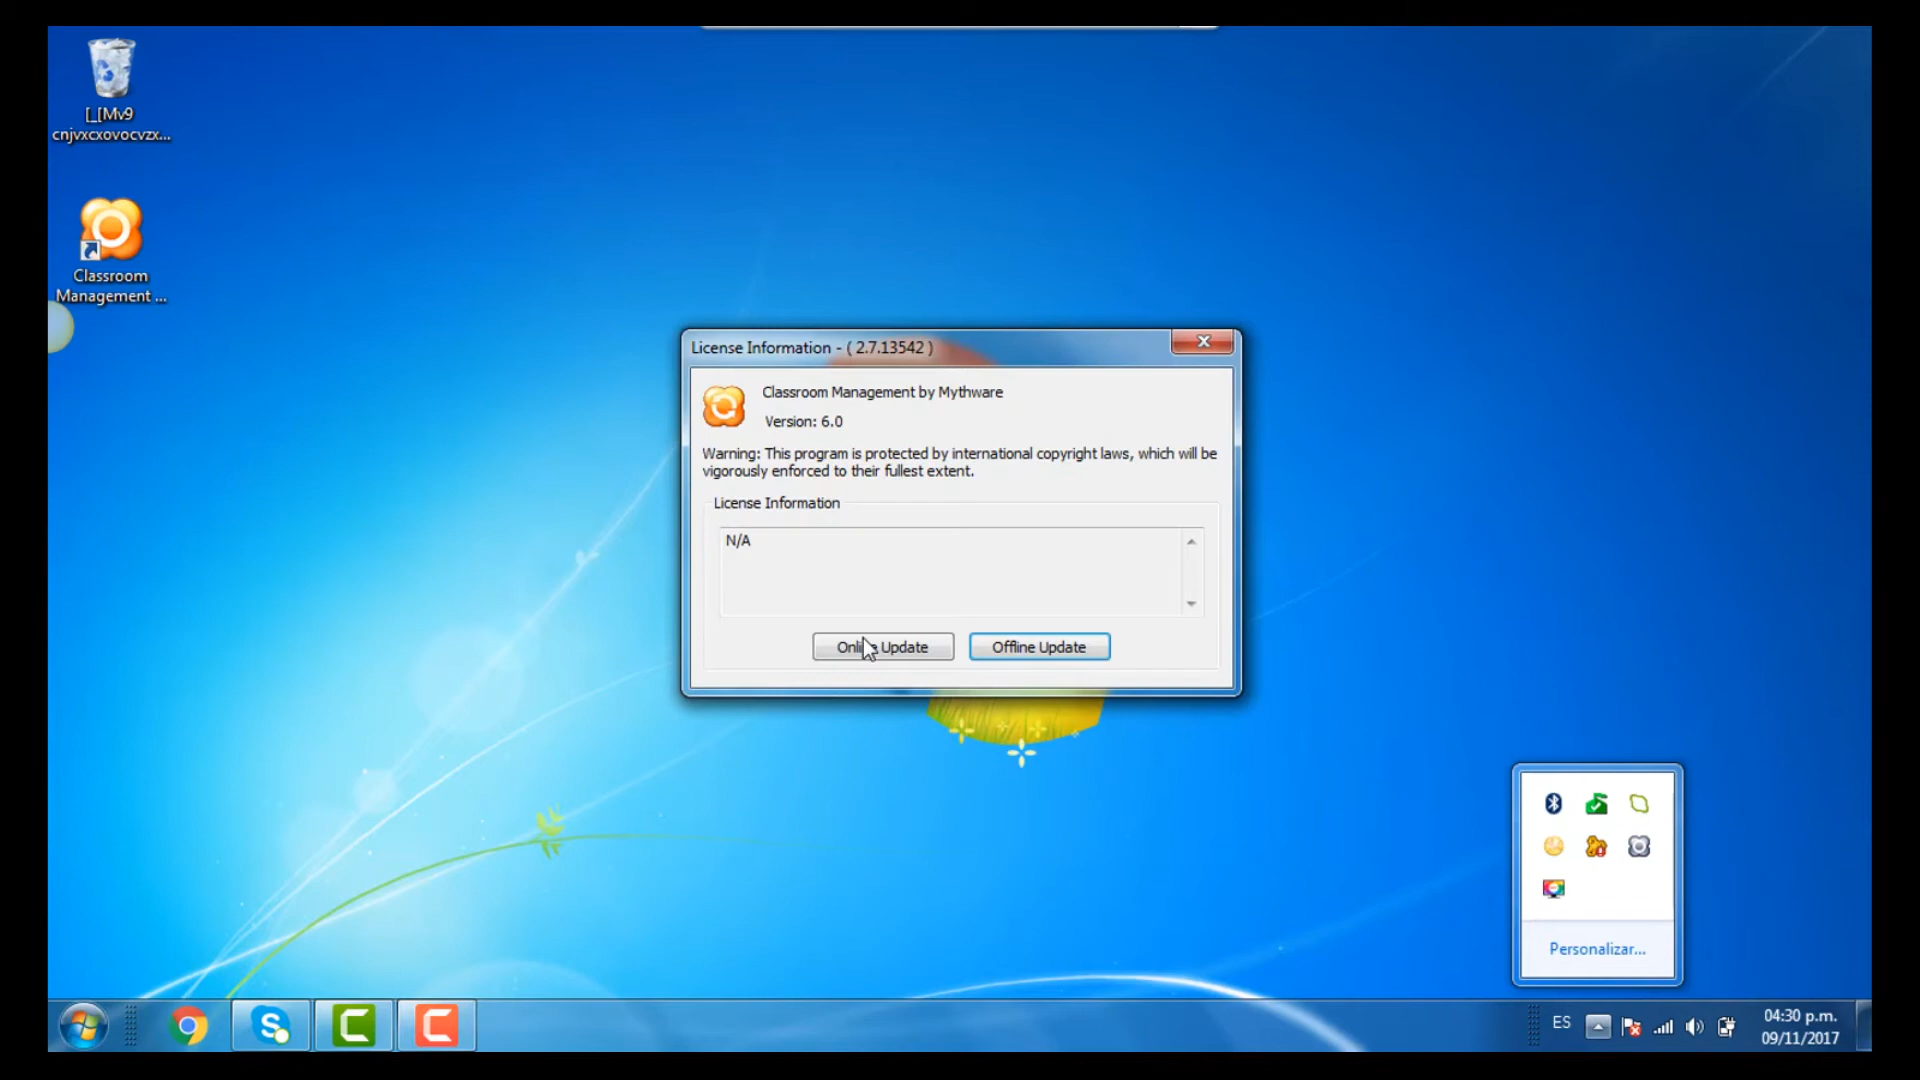 [_[Mv9
cnjvxcxovocvzx...
Classroom
Management ...
License Information - ( 2.7.13542 )
Classroom Management by Mythware
Version: 6.0
Warning: This program is protected by international copyright laws, which will be
vigorously enforced to their fullest extent.
License Information
N/A
Online Update
Offline Update
Personalizar...
ES
04:30 p.m.
09/11/2017